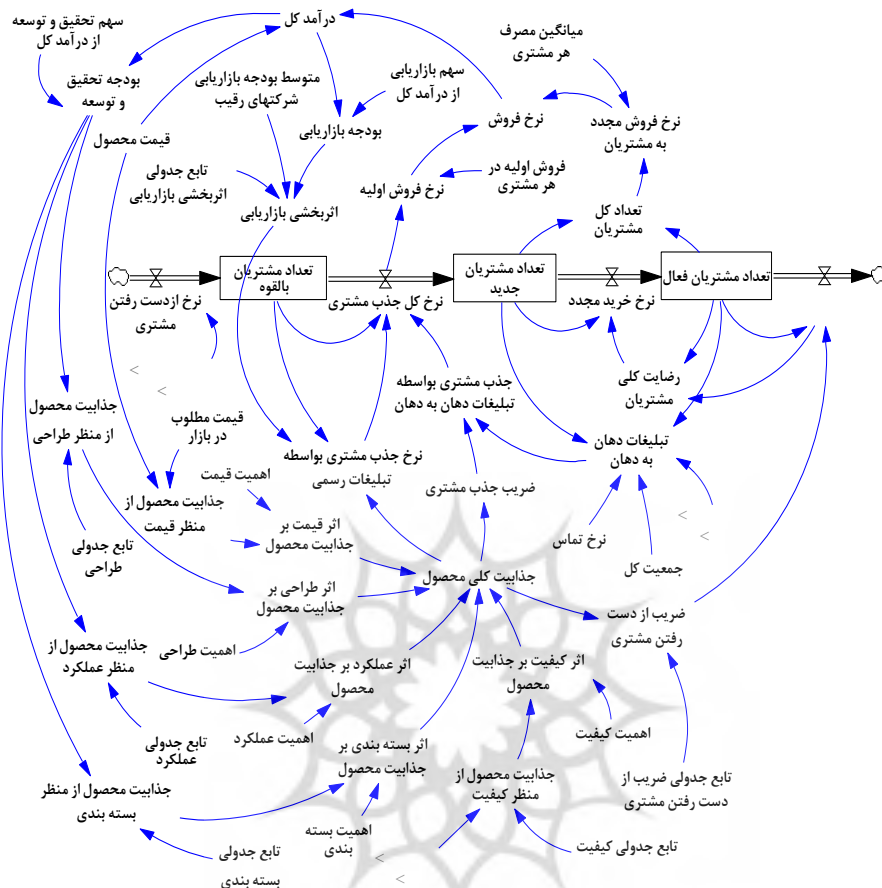 سهم تحقیق و توسعه
از درآمد کل
درآمد کل
میانگین مصرف
هر مشتری
بودجه تحقیق
و توسعه
متوسط بودجه بازاریابی
شرکتهای رقیب
سهم بازاریابی
از درآمد کل
قیمت محصول
بودجه بازاریابی
نرخ فروش
نرخ فروش مجدد
به مشتریان
تابع جدولی
اثربخشی بازاریابی
اثربخشی بازاریابی
نرخ فروش اولیه
فروش اولیه در
هر مشتری
تعداد کل
مشتریان
تعداد مشتریان
بالقوه
تعداد مشتریان
جدید
تعداد مشتریان فعال
نرخ ازدست رفتن
مشتری
نرخ کل جذب مشتری
نرخ خرید مجدد
<
<
جذب مشتری بواسطه
تبلیغات دهان به دهان
رضایت کلی
مشتریان
جذابیت محصول
از منظر طراحی
قیمت مطلوب
در بازار
نرخ جذب مشتری بواسطه
تبلیغات رسمی
تبلیغات دهان
به دهان
جذابیت محصول از
منظر قیمت
اهمیت قیمت
ضریب جذب مشتری
<
<
تابع جدولی
طراحی
اثر قیمت بر
جذابیت محصول
نرخ تماس
جمعیت کل
جذابیت کلی محصول
اثر طراحی بر
جذابیت محصول
ضریب از دست
رفتن مشتری
جذابیت محصول از
منظر عملکرد
اهمیت طراحی
اثر عملکرد بر جذابیت
محصول
اثر کیفیت بر جذابیت
محصول
تابع جدولی
عملکرد
اهمیت عملکرد
اهمیت کیفیت
اثر بسته بندی بر
جذابیت محصول
جذابیت محصول از
منظر کیفیت
تابع جدولی ضریب از
دست رفتن مشتری
جذابیت محصول از منظر
بسته بندی
اهمیت بسته
بندی
تابع جدولی کیفیت
تابع جدولی
بسته بندی
<
<